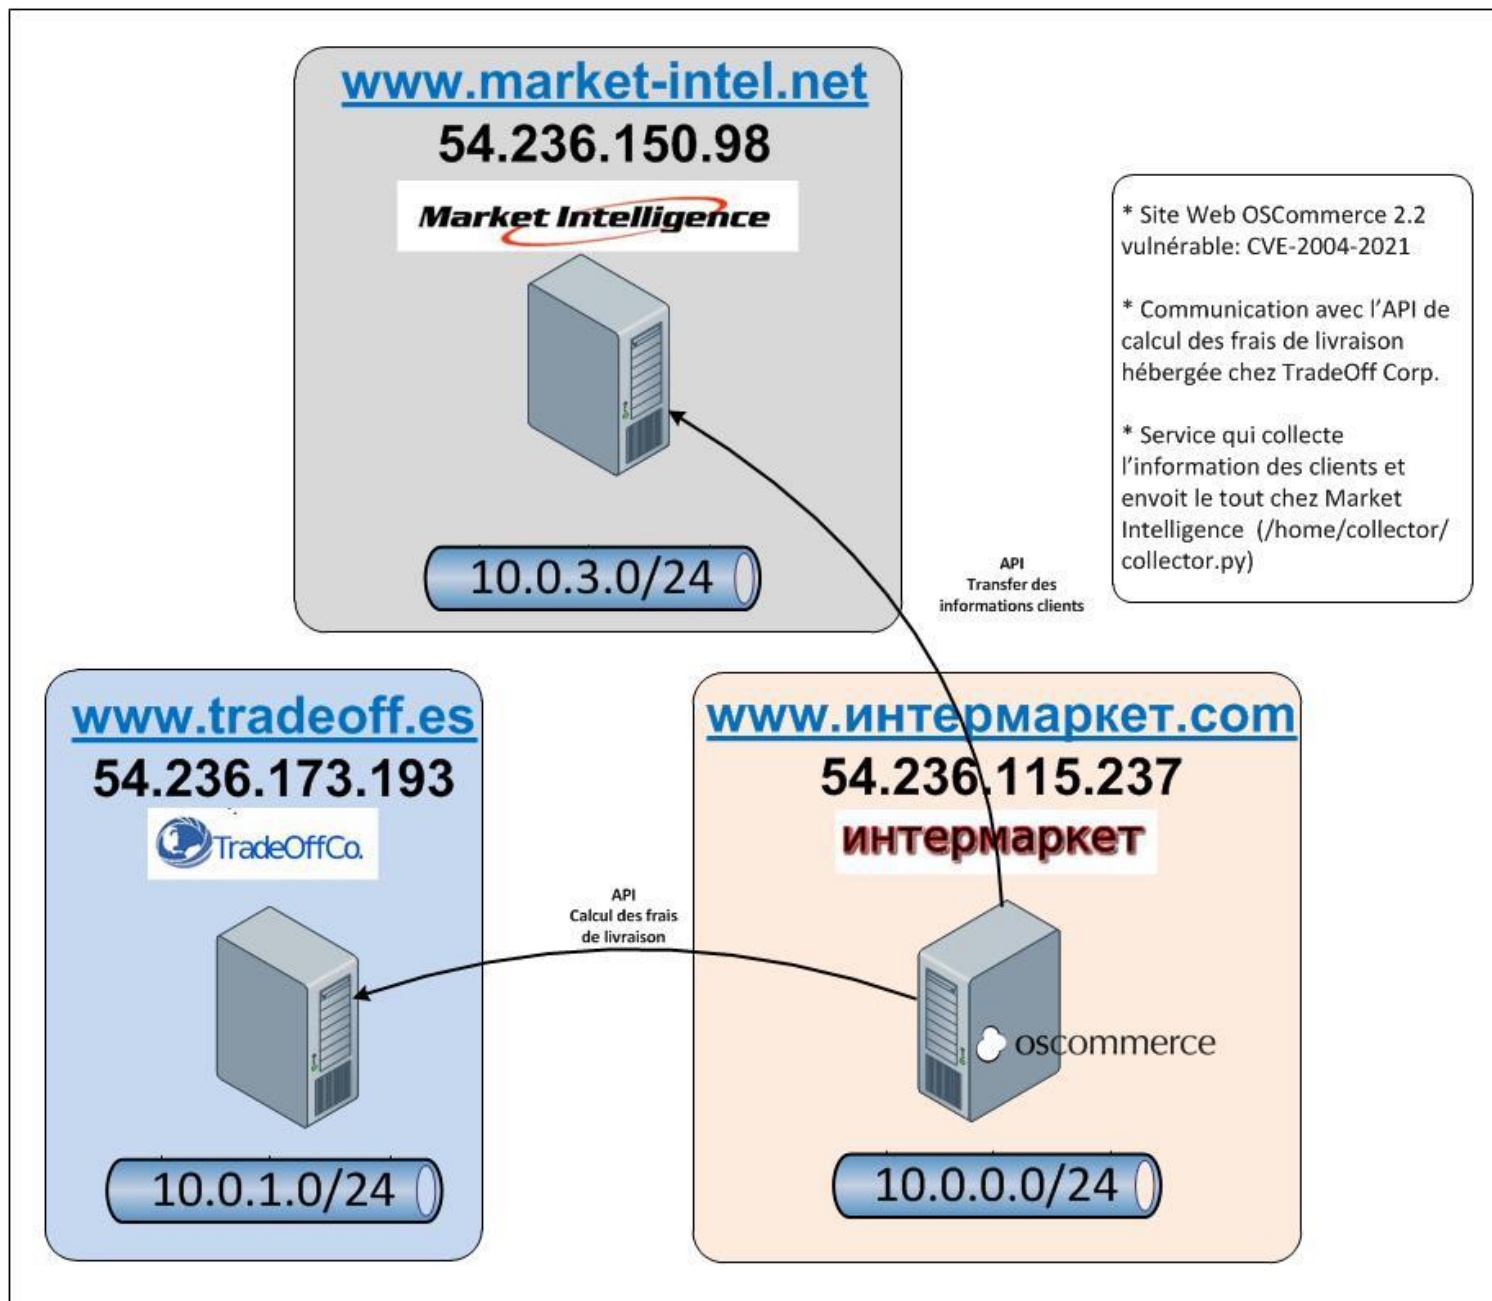 www.market-intel.net
54.236.150.98
Market Intelligence
10.0.3.0/24
* Site Web OSCommerce 2.2
vulnérable: CVE-2004-2021
* Communication avec l’API de
calcul des frais de livraison
hébergée chez TradeOff Corp.
* Service qui collecte
l’information des clients et
envoit le tout chez Market
Intelligence (/home/collector/
collector.py)
API
Transfer des
informations clients
www.tradeoff.es
54.236.173.193
TradeOffCo.
10.0.1.0/24
API
Calcul des frais
de livraison
www.интермаркет.com
54.236.115.237
интермаркет
oscommerce
10.0.0.0/24